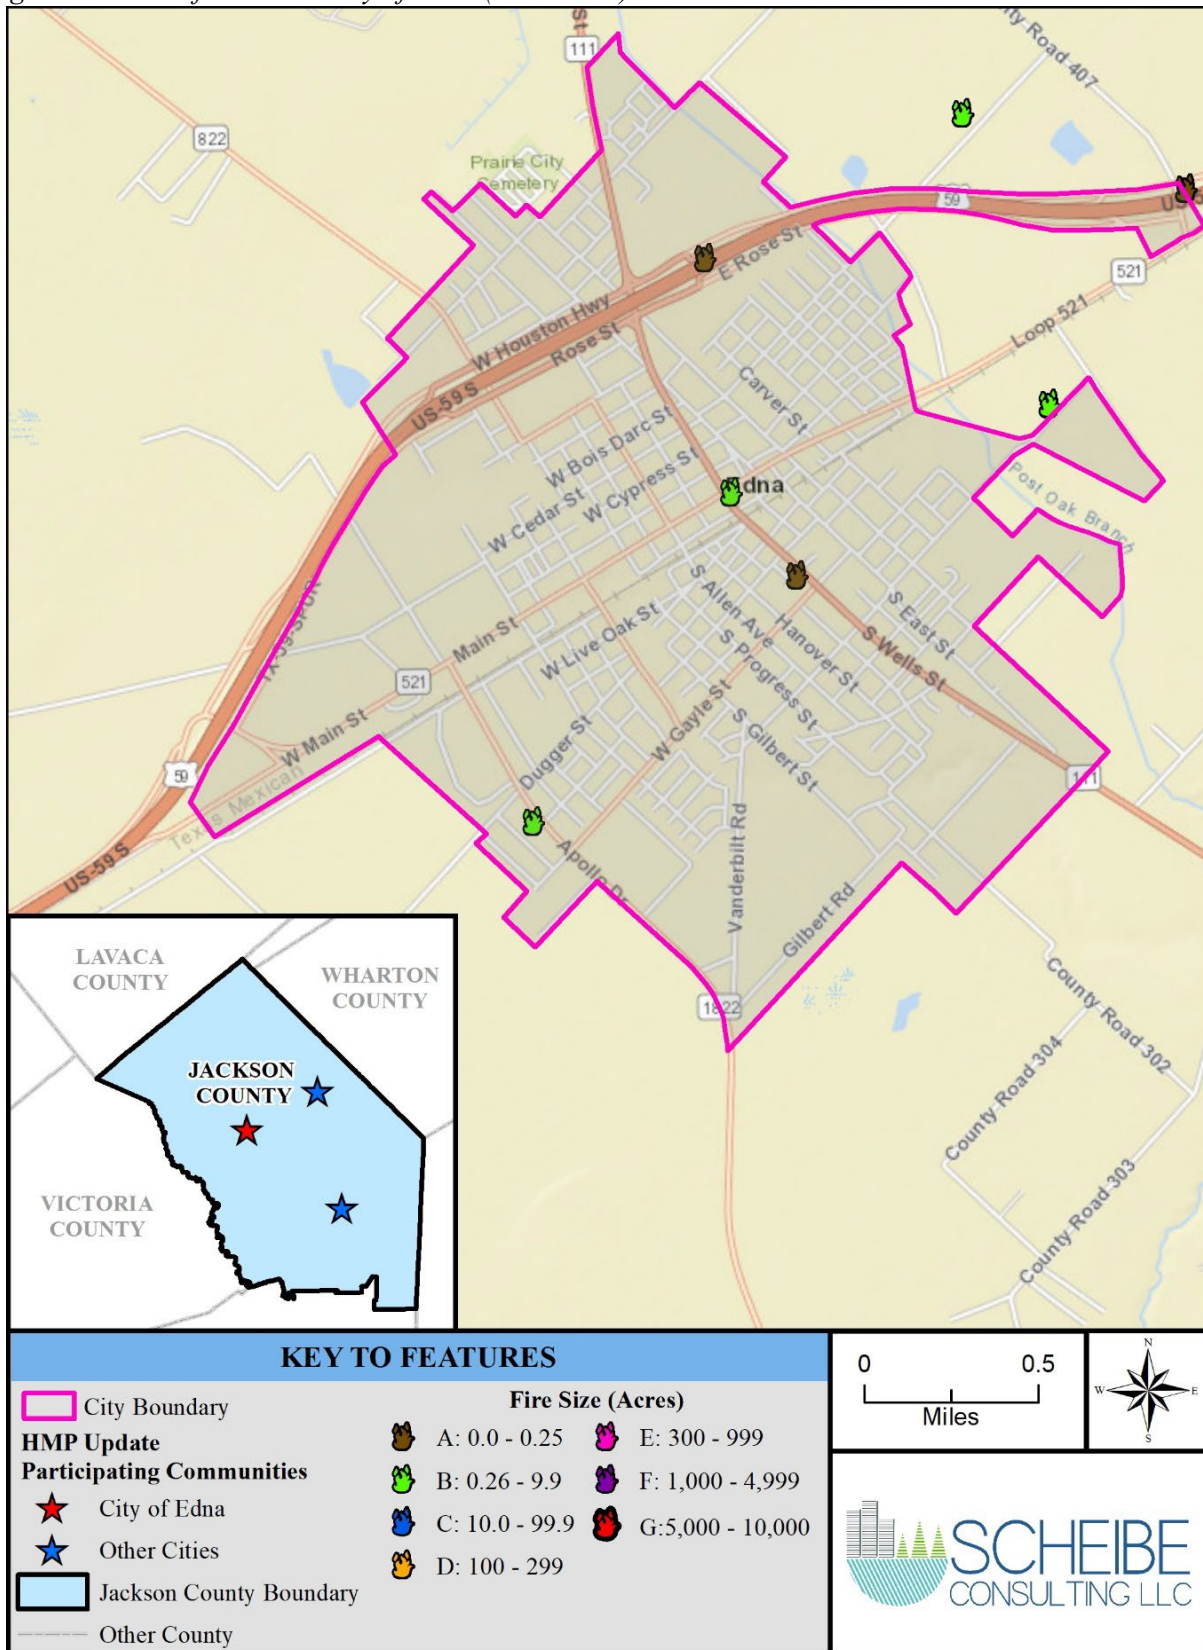 111
County Road 407
822
Prairie City
Cemetery
59
US-5
E Rose St
521
W Houston Hwy
Loop 521
Rose St
US-59 S
Carver St
W Bois Darc St
W Cypress St
Edna
W Cedar St
Post Oak Branch
S Allen Ave
S East St
Hanover St
TX-59-SPUR
Main St
W Live Oak St
S Progress St
S Wells St
521
W Gayle St
W Main St
S Gilbert St
Dugger St
59
Texas Mexican
111
Vanderbilt Rd
US-59 S
Apollo Dr
Gilbert Rd
1822
County Road 302
County Road 304
County Road 303
LAVACA
COUNTY
WHARTON
COUNTY
JACKSON
COUNTY
VICTORIA
COUNTY
KEY TO FEATURES
City Boundary
HMP Update
Participating Communities
City of Edna
Other Cities
Jackson County Boundary
Other County
Fire Size (Acres)
A: 0.0 - 0.25
B: 0.26 - 9.9
C: 10.0 - 99.9
D: 100 - 299
E: 300 - 999
F: 1,000 - 4,999
G:5,000 - 10,000
0 0.5
Miles
N
W E
S
SCHEIBE
CONSULTING LLC